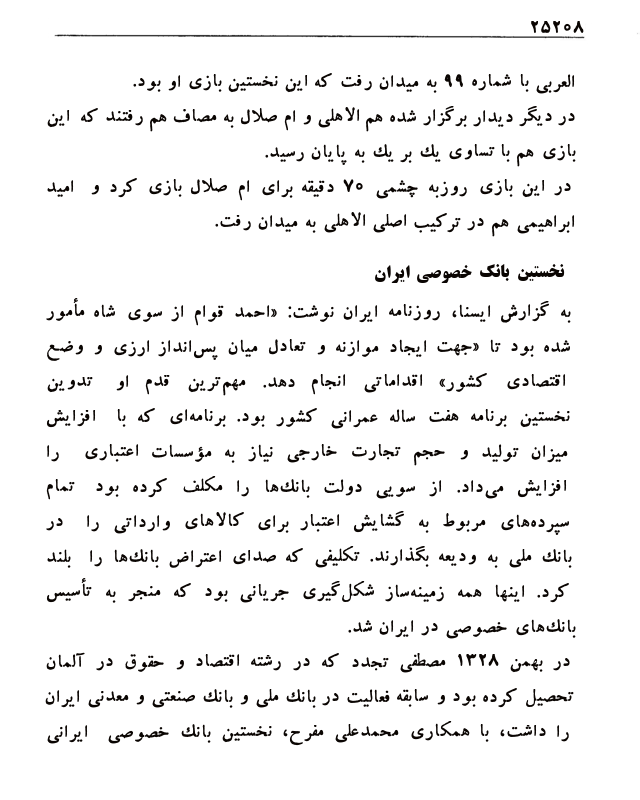 ۲۵۲۰۸
العربی با شماره ۹۹ به میدان رفت که این نخستین بازی او بود.
در دیگر دیدار برگزار شده هم الاهلی و ام صلال به مصاف هم رفتند که این
بازی هم با تساوی یك بر یك به پایان رسید.
در این بازی روزبه چشمی ۷۰ دقیقه برای ام صلال بازی کرد و امید
ابراهیمی هم در ترکیب اصلی الاهلی به میدان رفت.
نخستین بانک خصوصی ایران
به گزارش ایسنا، روزنامه ایران نوشت: «احمد قوام از سوی شاه مأمور
شده بود تا «جهت ایجاد موازنه و تعادل میان پس‌انداز ارزی و وضع
اقتصادی کشور» اقداماتی انجام دهد. مهم‌ترین قدم او تدوین
نخستین برنامه هفت ساله عمرانی کشور بود. برنامه‌ای که با افزایش
میزان تولید و حجم تجارت خارجی نیاز به مؤسسات اعتباری را
افزایش می‌داد. از سویی دولت بانك‌ها را مکلف کرده بود تمام
سپرده‌های مربوط به گشایش اعتبار برای کالاهای وارداتی را در
بانك ملی به ودیعه بگذارند. تکلیفی که صدای اعتراض بانك‌ها را بلند
کرد. اینها همه زمینه‌ساز شکل‌گیری جریانی بود که منجر به تأسیس
بانك‌های خصوصی در ایران شد.
در بهمن ۱۳۲۸ مصطفی تجدد که در رشته اقتصاد و حقوق در آلمان
تحصیل کرده بود و سابقه فعالیت در بانك ملی و بانك صنعتی و معدنی ایران
را داشت، با همکاری محمدعلی مفرح، نخستین بانك خصوصی ایرانی